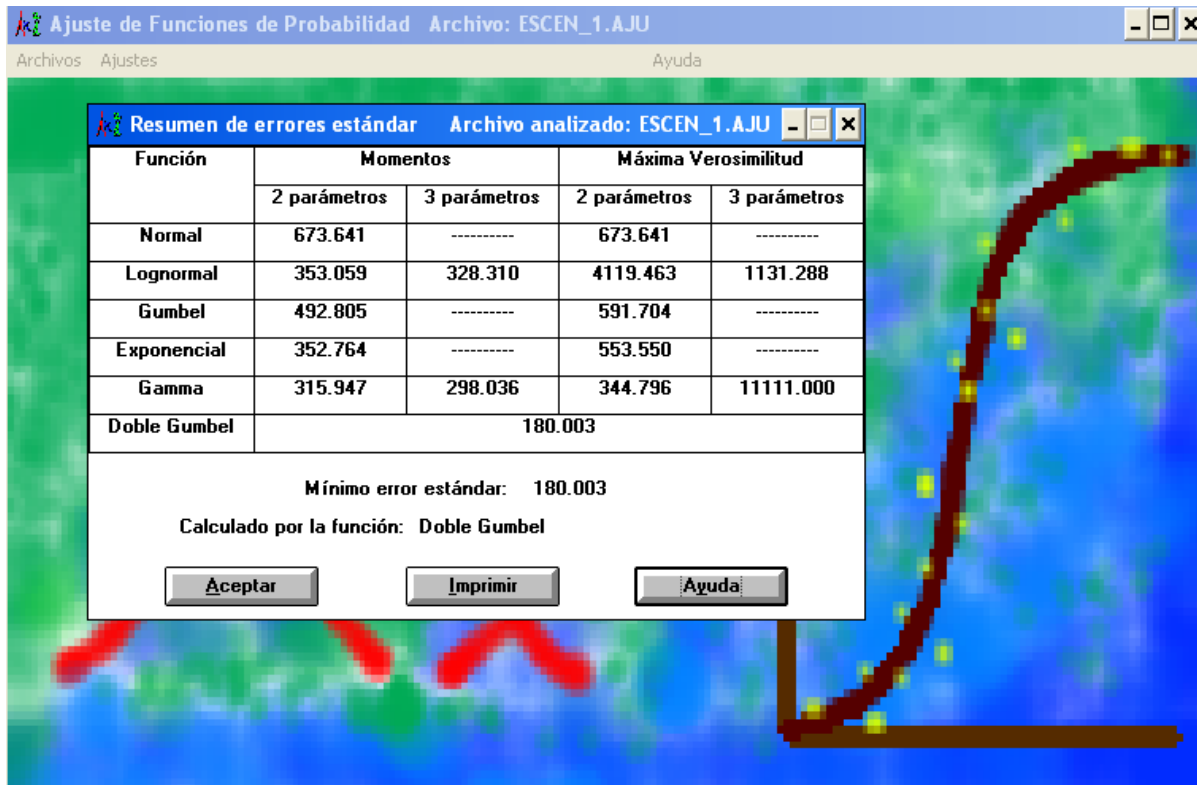 Ajuste de Funciones de Probabilidad Archivo: ESCEN_1.AJU
Archivos Ajustes Ayuda
Resumen de errores estándar Archivo analizado: ESCEN_1.AJU
Función Momentos Máxima Verosimilitud
2 parámetros 3 parámetros 2 parámetros 3 parámetros
Normal 673.641 ---------- 673.641 ----------
Lognormal 353.059 328.310 4119.463 1131.288
Gumbel 492.805 ---------- 591.704 ----------
Exponencial 352.764 ---------- 553.550 ----------
Gamma 315.947 298.036 344.796 11111.000
Doble Gumbel 180.003
Mínimo error estándar: 180.003
Calculado por la función: Doble Gumbel
Aceptar Imprimir Ayuda